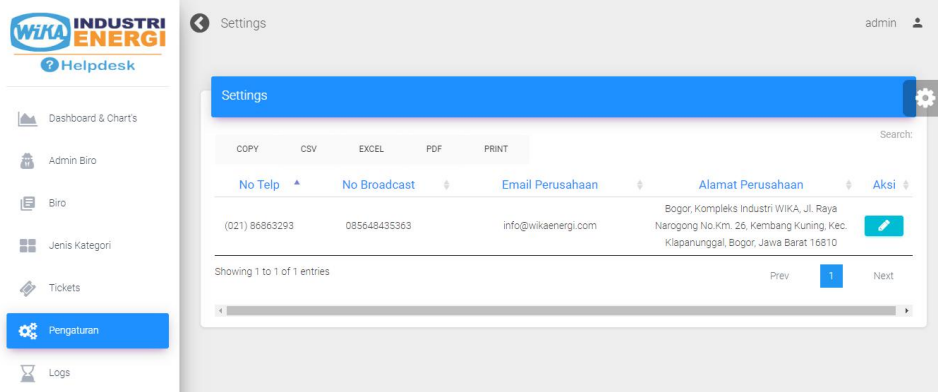 WiKA INDUSTRI ENERGI
?Helpdesk
Dashboard & Chart's
Admin Biro
Biro
Jenis Kategori
Tickets
Pengaturan
Logs
Settings
admin
Settings
Search:
COPY CSV EXCEL PDF PRINT
No Telp No Broadcast Email Perusahaan Alamat Perusahaan Aksi
(021) 86863293 085648435363 info@wikaenergi.com Bogor, Kompleks Industri WIKA, Jl. Raya
Narogong No.Km. 26, Kembang Kuning, Kec.
Klapanunggal, Bogor, Jawa Barat 16810
Showing 1 to 1 of 1 entries
Prev 1 Next